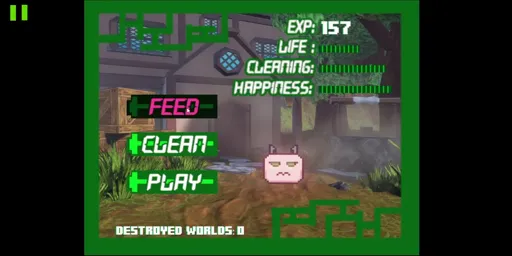 EXP: 157
LIFE :
CLEANING:
HAPPINESS:
FEED
CLEAN
PLAY
DESTROYED WORLDS: 0